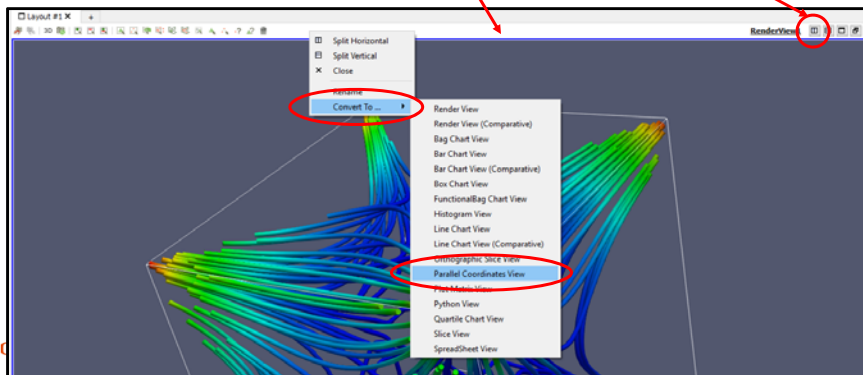 Layout #1 ×
+
3D
RenderView1
Split Horizontal
Split Vertical
Close
Rename
Convert To ...
Render View
Render View (Comparative)
Bag Chart View
Bar Chart View
Bar Chart View (Comparative)
Box Chart View
FunctionalBag Chart View
Histogram View
Line Chart View
Line Chart View (Comparative)
Orthographic Slice View
Parallel Coordinates View
Plot Matrix View
Python View
Quartile Chart View
Slice View
SpreadSheet View